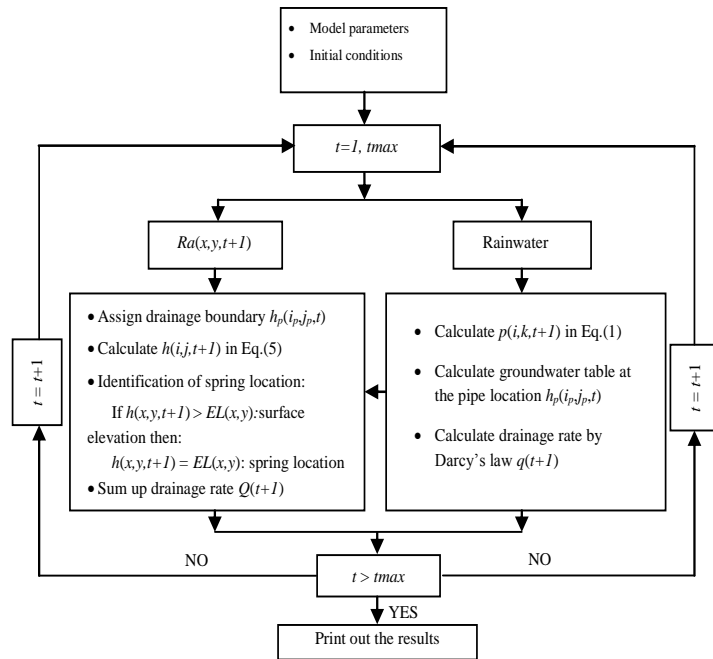 • Model parameters
• Initial conditions
t=1, tmax
Ra(x,y,t+1)
Rainwater
• Assign drainage boundary hp(ip,jp,t)
• Calculate h(i,j,t+1) in Eq.(5)
• Identification of spring location:
If h(x,y,t+1) > EL(x,y):surface
elevation then:
h(x,y,t+1) = EL(x,y): spring location
• Sum up drainage rate Q(t+1)
• Calculate p(i,k,t+1) in Eq.(1)
• Calculate groundwater table at
the pipe location hp(ip,jp,t)
• Calculate drainage rate by
Darcy's law q(t+1)
t = t+1
t = t+1
NO
NO
t > tmax
YES
Print out the results